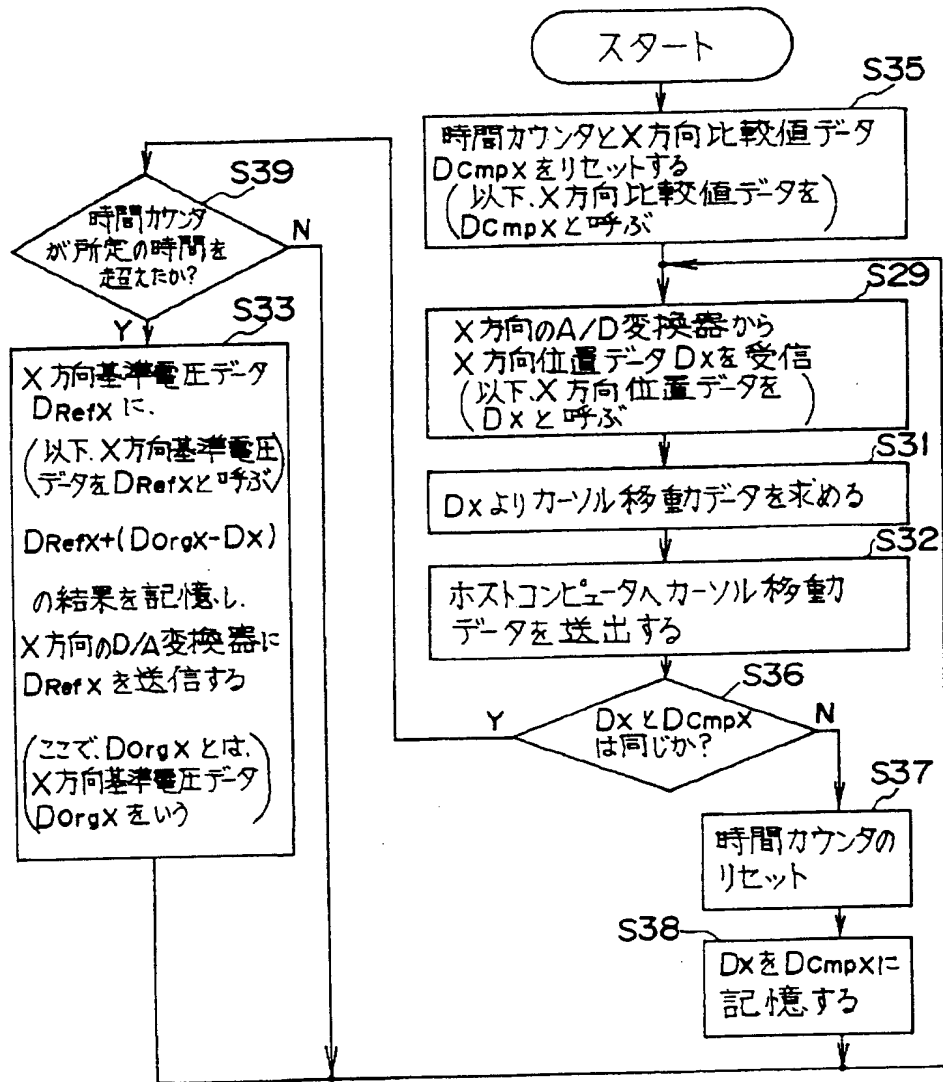 スタート
S35
時間カウンタとX方向比較値データ
DCmpXをリセットする
(以下、X方向比較値データを
DCmpXと呼ぶ)
S29
X方向のA/D変換器から
X方向位置データDXを受信
(以下、X方向位置データを
DXと呼ぶ)
S31
DXよりカーソル移動データを求める
S32
ホストコンピュータへカーソル移動
データを送出する
S36
DXとDCmpX
は同じか?
Y
N
S37
時間カウンタの
リセット
S38
DXをDCmpXに
記憶する
S39
時間カウンタ
が所定の時間を
超えたか?
N
Y
S33
X方向基準電圧データ
DRefXに、
(以下、X方向基準電圧
データをDRefXと呼ぶ)
DRefX+(DOrgX-DX)
の結果を記憶し、
X方向のD/A変換器に
DRefXを送信する
(ここで、DOrgXとは、
X方向基準電圧データ
DOrgXをいう)